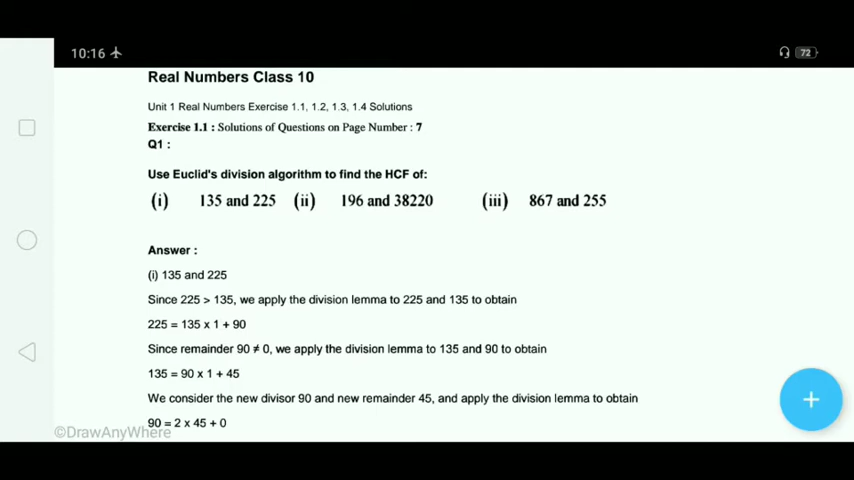 10:16
72
Real Numbers Class 10
Unit 1 Real Numbers Exercise 1.1, 1.2, 1.3, 1.4 Solutions
Exercise 1.1 : Solutions of Questions on Page Number : 7
Q1 :
Use Euclid's division algorithm to find the HCF of:
(i) 135 and 225 (ii) 196 and 38220 (iii) 867 and 255
Answer :
(i) 135 and 225
Since 225 > 135, we apply the division lemma to 225 and 135 to obtain
225 = 135 x 1 + 90
Since remainder 90 ≠ 0, we apply the division lemma to 135 and 90 to obtain
135 = 90 x 1 + 45
We consider the new divisor 90 and new remainder 45, and apply the division lemma to obtain
90 = 2 x 45 + 0
©DrawAnyWhere